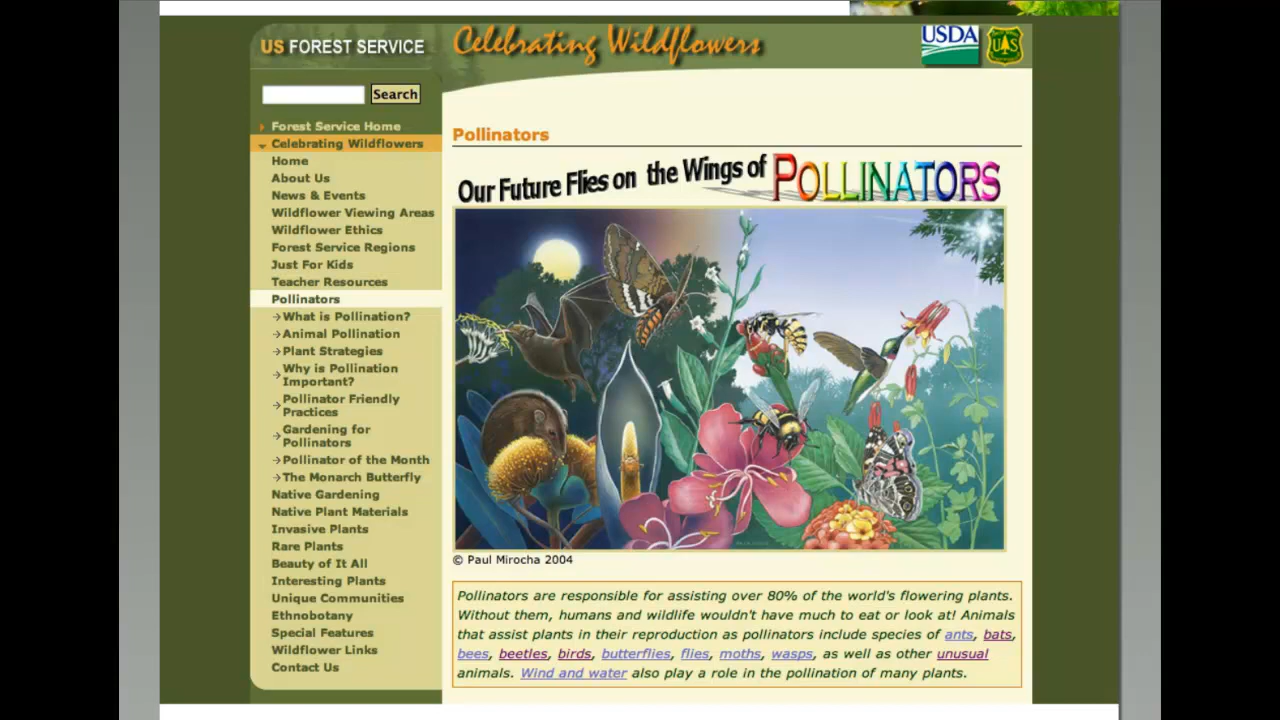 US FOREST SERVICE
Celebrating Wildflowers
USDA
UAS
Search
Forest Service Home
Celebrating Wildflowers
Home
About Us
News & Events
Wildflower Viewing Areas
Wildflower Ethics
Forest Service Regions
Just For Kids
Teacher Resources
Pollinators
What is Pollination?
Animal Pollination
Plant Strategies
Why is Pollination
Important?
Pollinator Friendly
Practices
Gardening for
Pollinators
Pollinator of the Month
The Monarch Butterfly
Native Gardening
Native Plant Materials
Invasive Plants
Rare Plants
Beauty of It All
Interesting Plants
Unique Communities
Ethnobotany
Special Features
Wildflower Links
Contact Us
Pollinators
Our Future Flies on the Wings of POLLINATORS
© Paul Mirocha 2004
Pollinators are responsible for assisting over 80% of the world's flowering plants.
Without them, humans and wildlife wouldn't have much to eat or look at! Animals
that assist plants in their reproduction as pollinators include species of ants, bats,
bees, beetles, birds, butterflies, flies, moths, wasps, as well as other unusual
animals. Wind and water also play a role in the pollination of many plants.